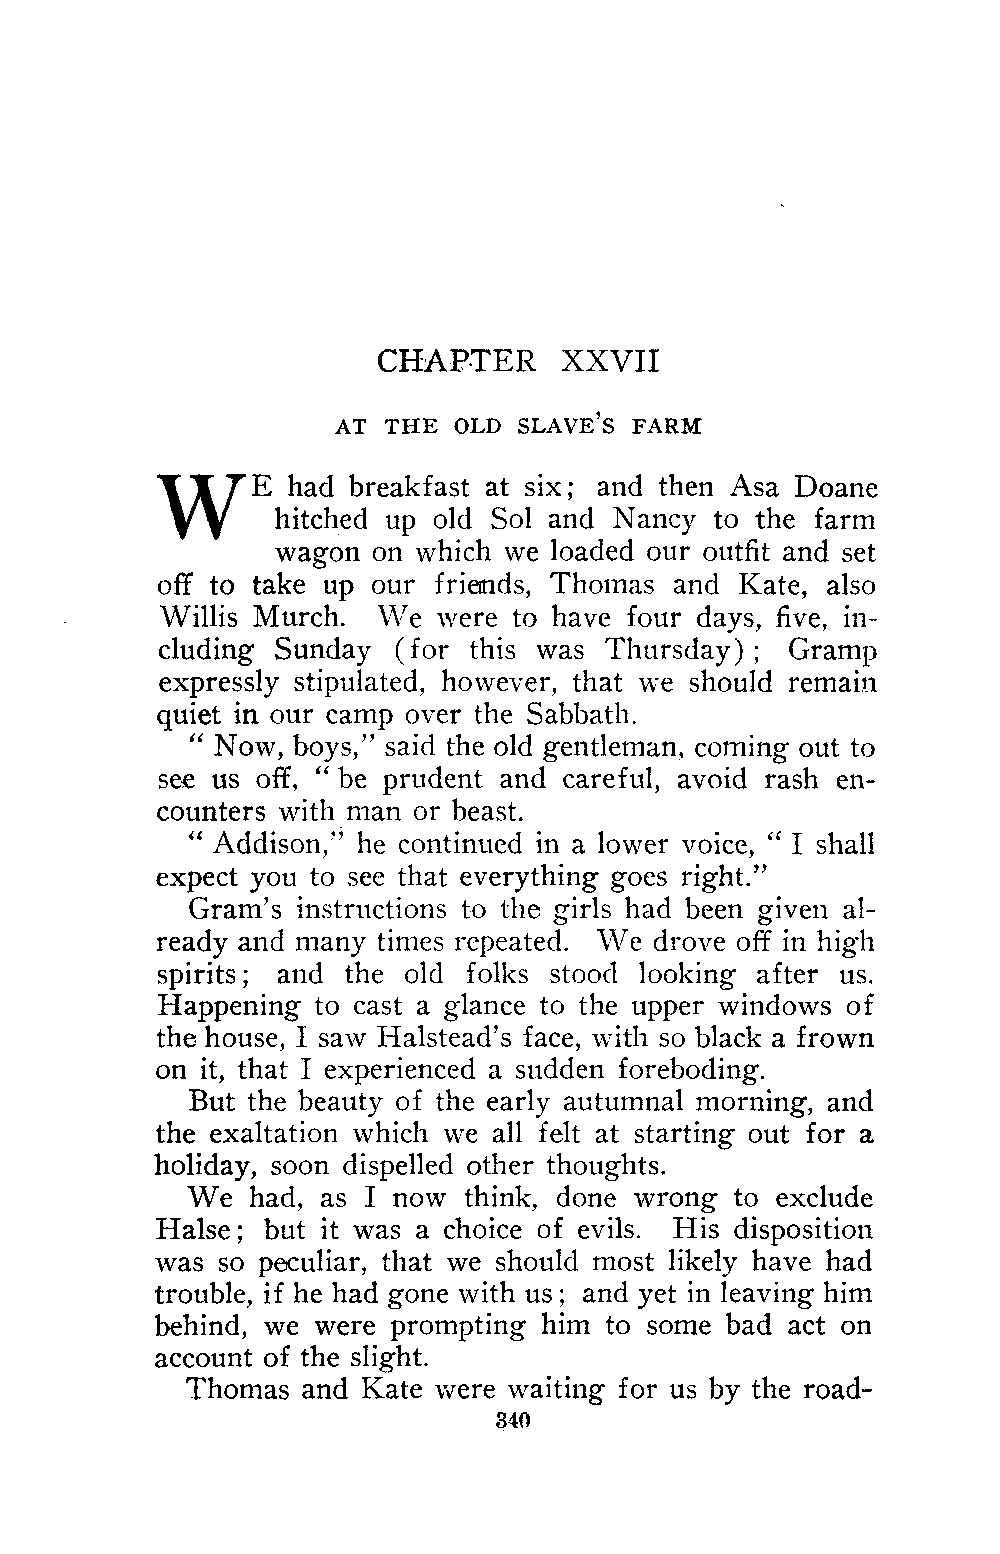 CHAPTER XXVII
AT THE OLD SLAVE'S FARM
WE had breakfast at six; and then Asa Doane
hitched up old Sol and Nancy to the farm
wagon on which we loaded our outfit and set
off to take up our friends, Thomas and Kate, also
Willis Murch. We were to have four days, five, in-
cluding Sunday (for this was Thursday); Gramp
expressly stipulated, however, that we should remain
quiet in our camp over the Sabbath.
"Now, boys," said the old gentleman, coming out to
see us off, "be prudent and careful, avoid rash en-
counters with man or beast.
"Addison," he continued in a lower voice, "I shall
expect you to see that everything goes right."
Gram's instructions to the girls had been given al-
ready and many times repeated. We drove off in high
spirits; and the old folks stood looking after us.
Happening to cast a glance to the upper windows of
the house, I saw Halstead's face, with so black a frown
on it, that I experienced a sudden foreboding.
But the beauty of the early autumnal morning, and
the exaltation which we all felt at starting out for a
holiday, soon dispelled other thoughts.
We had, as I now think, done wrong to exclude
Halse; but it was a choice of evils. His disposition
was so peculiar, that we should most likely have had
trouble, if he had gone with us; and yet in leaving him
behind, we were prompting him to some bad act on
account of the slight.
Thomas and Kate were waiting for us by the road-
340